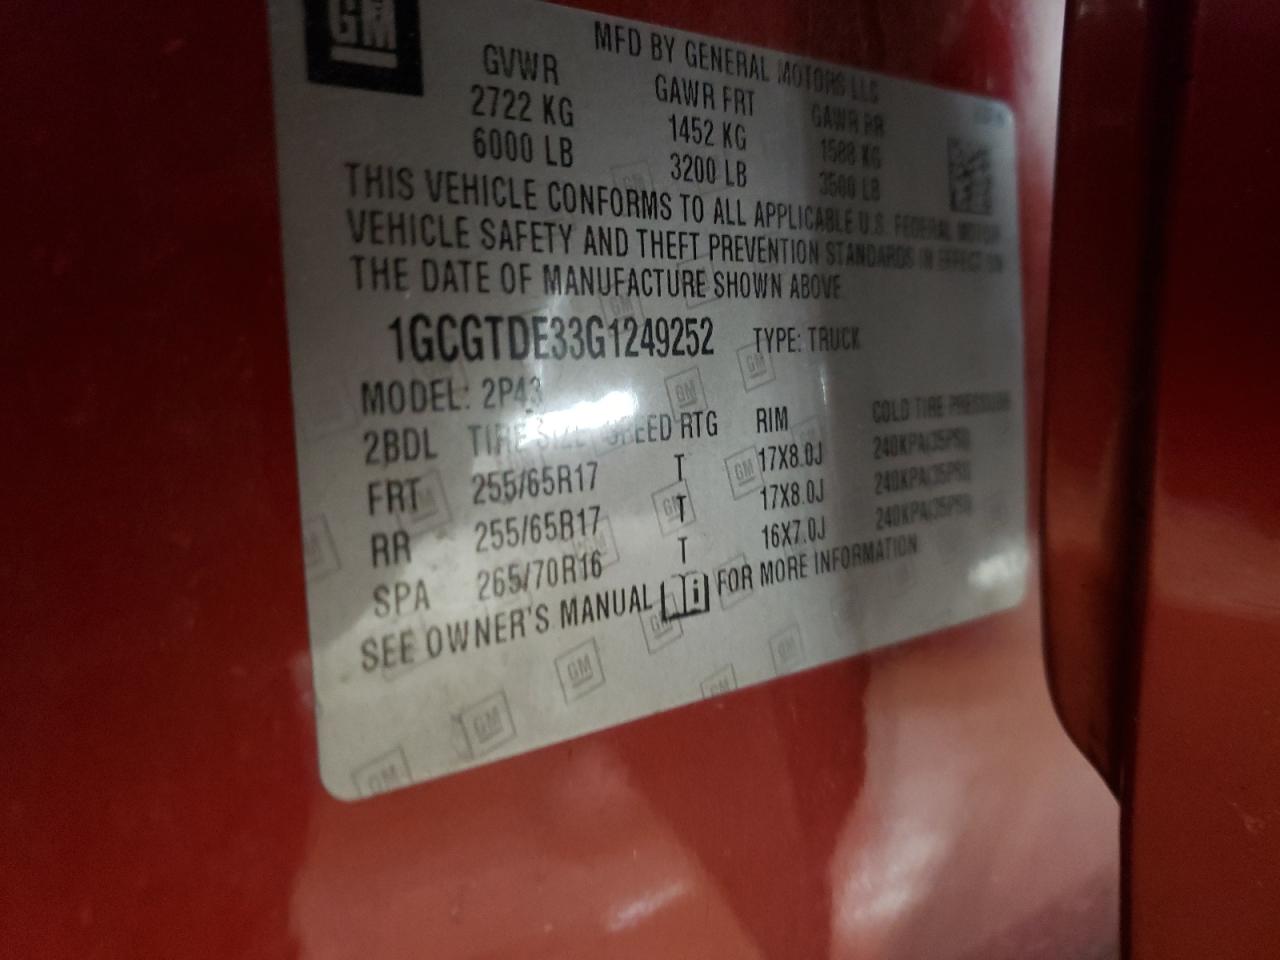 GM
MFD BY GENERAL MOTORS LLC
GVWR GAWR FRT GAWR RR
2722 KG 1452 KG 1588 KG
6000 LB 3200 LB 3500 LB
THIS VEHICLE CONFORMS TO ALL APPLICABLE U.S. FEDERAL MOTOR
VEHICLE SAFETY AND THEFT PREVENTION STANDARDS IN EFFECT ON
THE DATE OF MANUFACTURE SHOWN ABOVE.
1GCGTDE33G1249252 TYPE: TRUCK
MODEL: 2P43
2BDL TIRE SIZE SPEED RTG RIM COLD TIRE PRESSURE
FRT 255/65R17 T 17X8.0J 240KPA(35PSI)
RR 255/65R17 T 17X8.0J 240KPA(35PSI)
SPA 265/70R16 T 16X7.0J 240KPA(35PSI)
SEE OWNER'S MANUAL FOR MORE INFORMATION